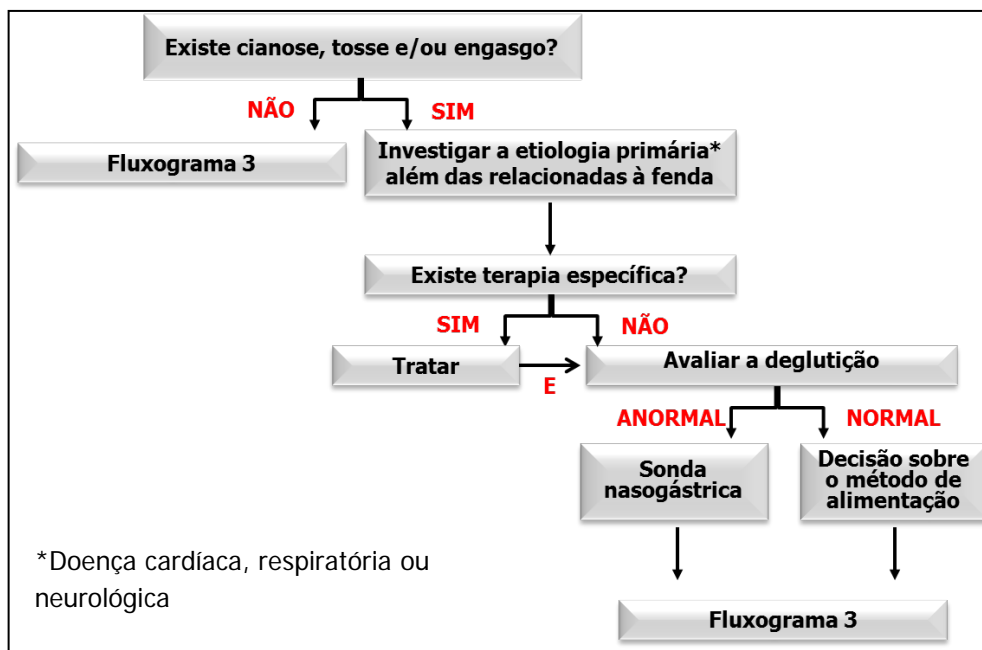 Existe cianose, tosse e/ou engasgo?
NÃO
SIM
Fluxograma 3
Investigar a etiologia primária*
além das relacionadas à fenda
Existe terapia específica?
SIM
NÃO
Tratar
E
Avaliar a deglutição
ANORMAL
NORMAL
Sonda
nasogástrica
Decisão sobre
o método de
alimentação
*Doença cardíaca, respiratória ou
neurológica
Fluxograma 3